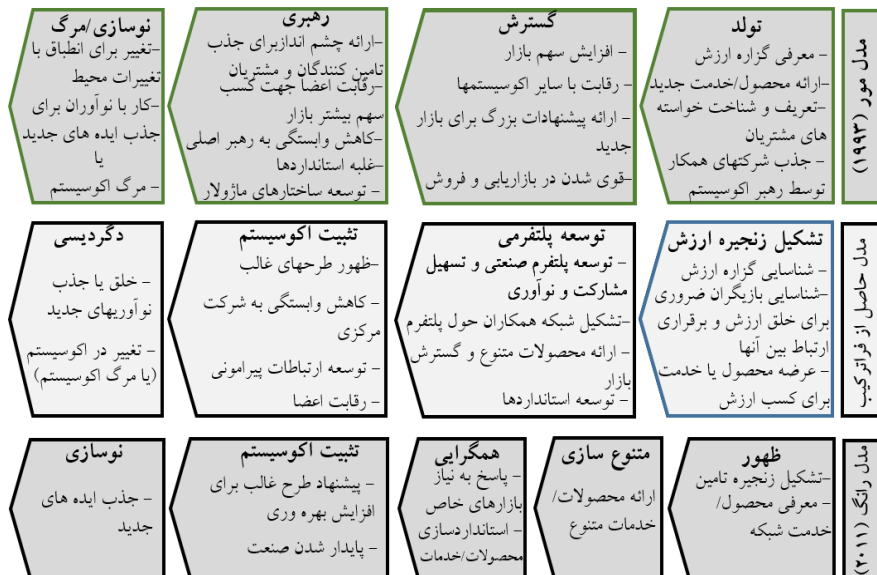 مدل مور (۱۹۹۳)
تولد
– معرفی گزاره ارزش
–ارائه محصول/خدمت جدید
–تعریف و شناخت خواسته
های مشتریان
– جذب شرکتهای همکار
توسط رهبر اکوسیستم
گسترش
– افزایش سهم بازار
– رقابت با سایر اکوسیستمها
– ارائه پیشنهادات بزرگ برای بازار
جدید
–قوی شدن در بازاریابی و فروش
رهبری
–ارائه چشم اندازبرای جذب
تامین کنندگان و مشتریان
–رقابت اعضا جهت کسب
سهم بیشتر بازار
–کاهش وابستگی به رهبر اصلی
–غلبه استانداردها
– توسعه ساختارهای ماژولار
نوسازی/مرگ
–تغییر برای انطباق با
تغییرات محیط
–کار با نوآوران برای
جذب ایده های جدید
یا
– مرگ اکوسیستم
مدل حاصل از فراترکیب
تشکیل زنجیره ارزش
– شناسایی گزاره ارزش
–شناسایی بازیگران ضروری
برای خلق ارزش و برقراری
ارتباط بین آنها
– عرضه محصول یا خدمت
برای کسب ارزش
توسعه پلتفرمی
– توسعه پلتفرم صنعتی و تسهیل
مشارکت و نوآوری
–تشکیل شبکه همکاران حول پلتفرم
– ارائه محصولات متنوع و گسترش
بازار
– توسعه استانداردها
تثبیت اکوسیستم
–ظهور طرحهای غالب
– کاهش وابستگی به شرکت
مرکزی
– توسعه ارتباطات پیرامونی
– رقابت اعضا
دگردیسی
– خلق یا جذب
نوآوریهای جدید
– تغییر در اکوسیستم
(یا مرگ اکوسیستم)
مدل رانگ (۲۰۱۱)
ظهور
–تشکیل زنجیره تامین
– معرفی محصول/
خدمت شبکه
متنوع سازی
ارائه محصولات/
خدمات متنوع
همگرایی
– پاسخ به نیاز
بازارهای خاص
– استانداردسازی
محصولات/خدمات
تثبیت اکوسیستم
– پیشنهاد طرح غالب برای
افزایش بهره وری
– پایدار شدن صنعت
نوسازی
– جذب ایده های
جدید